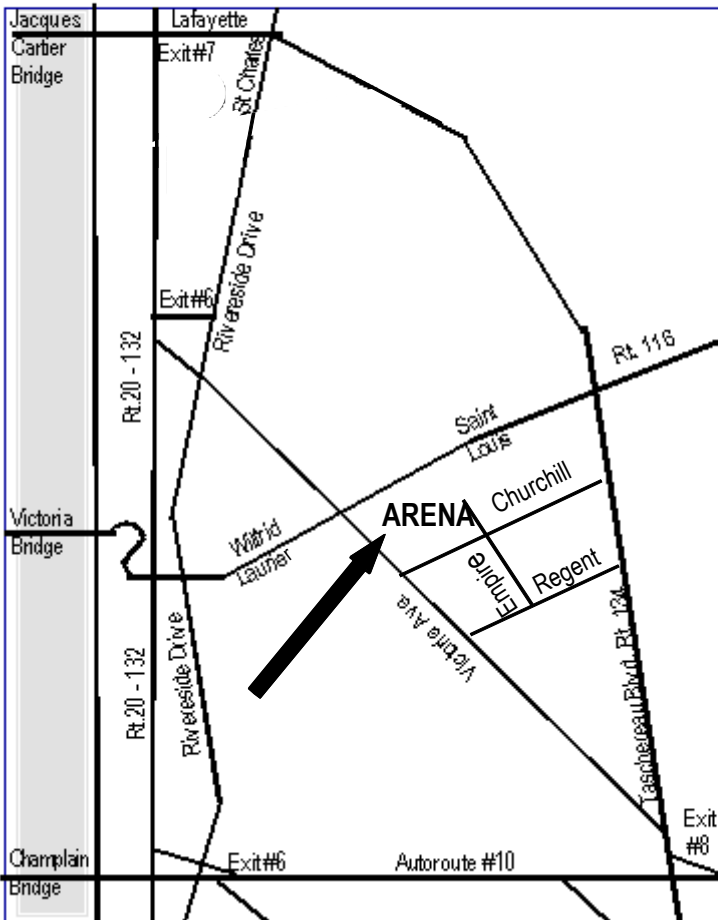 Jacques
Cartier
Bridge
Lafayette
Exit#7
St Charles
Rivereside Drive
Exit#6
Rt.20 - 132
Rt. 116
Saint
Louis
Churchill
ARENA
Victoria
Bridge
Wilfrid
Laurier
Empire
Regent
Victoria Ave.
Rt.20 - 132
Rivereside Drive
Taschereau Blvd. Rt. 134
Exit
#8
Champlain
Bridge
Exit#6
Autoroute #10